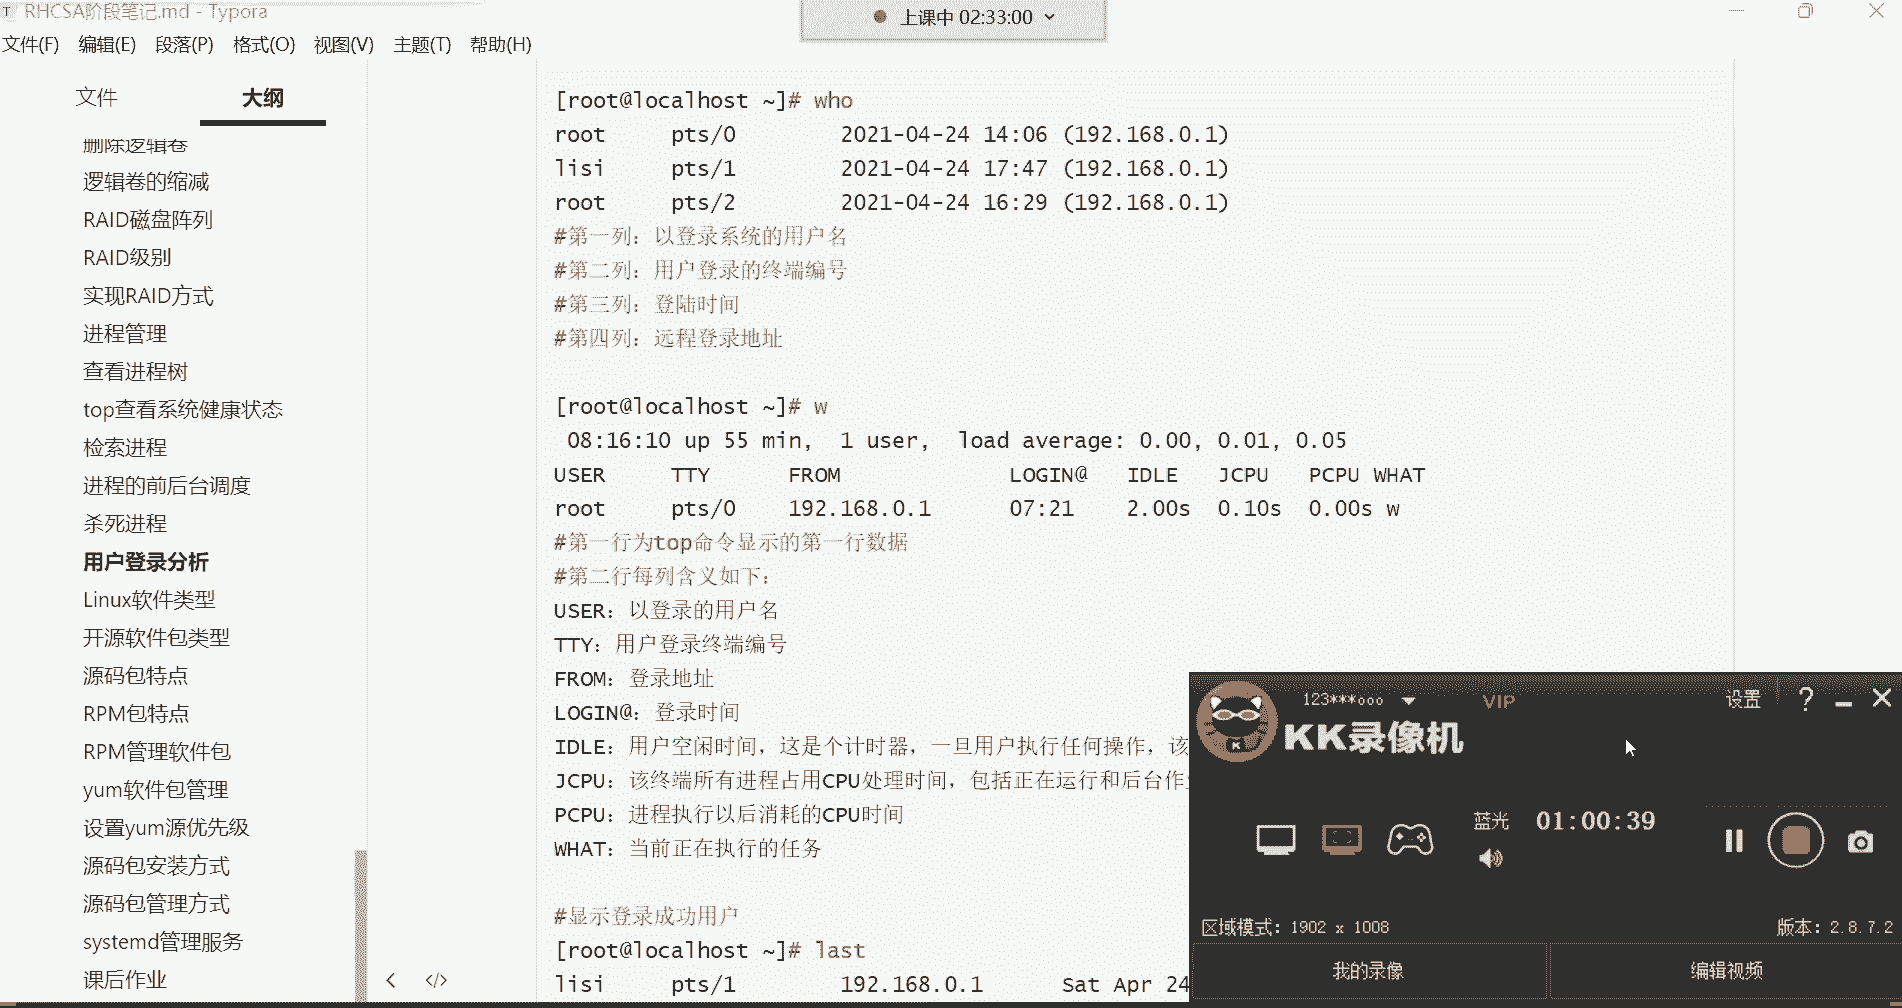 RHCSA阶段笔记.md - Typora
上课中 02:33:00
文件(F) 编辑(E) 段落(P) 格式(O) 视图(V) 主题(T) 帮助(H)
文件 大纲
删除逻辑卷
逻辑卷的缩减
RAID磁盘阵列
RAID级别
实现RAID方式
进程管理
查看进程树
top查看系统健康状态
检索进程
进程的前后台调度
杀死进程
用户登录分析
Linux软件类型
开源软件包类型
源码包特点
RPM包特点
RPM管理软件包
yum软件包管理
设置yum源优先级
源码包安装方式
源码包管理方式
systemd管理服务
课后作业
[root@localhost ~]# who
root pts/0 2021-04-24 14:06 (192.168.0.1)
lisi pts/1 2021-04-24 17:47 (192.168.0.1)
root pts/2 2021-04-24 16:29 (192.168.0.1)
#第一列：以登录系统的用户名
#第二列：用户登录的终端编号
#第三列：登陆时间
#第四列：远程登录地址
[root@localhost ~]# w
08:16:10 up 55 min, 1 user, load average: 0.00, 0.01, 0.05
USER TTY FROM LOGIN@ IDLE JCPU PCPU WHAT
root pts/0 192.168.0.1 07:21 2.00s 0.10s 0.00s w
#第一行为top命令显示的第一行数据
#第二行每列含义如下：
USER：以登录的用户名
TTY：用户登录终端编号
FROM：登录地址
LOGIN@：登录时间
IDLE：用户空闲时间，这是个计时器，一旦用户执行任何操作，该
JCPU：该终端所有进程占用CPU处理时间，包括正在运行和后台作
PCPU：进程执行以后消耗的CPU时间
WHAT：当前正在执行的任务
#显示登录成功用户
[root@localhost ~]# last
lisi pts/1 192.168.0.1 Sat Apr 24
123***ooo VIP 设置
KK录像机
蓝光 01:00:39
区域模式：1902 x 1008 版本：2.8.7.2
我的录像 编辑视频